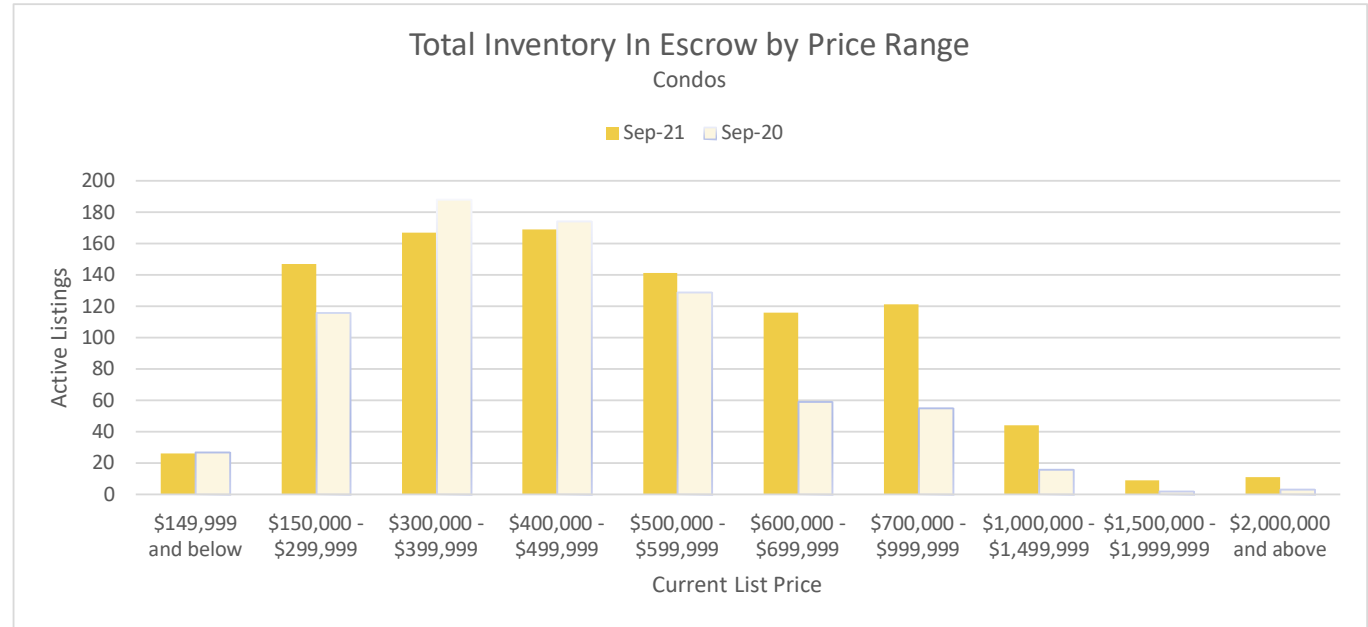 Total Inventory In Escrow by Price Range
Condos
Sep-21 Sep-20
Active Listings
200
180
160
140
120
100
80
60
40
20
0
$149,999 $150,000 - $300,000 - $400,000 - $500,000 - $600,000 - $700,000 - $1,000,000 - $1,500,000 - $2,000,000
and below $299,999 $399,999 $499,999 $599,999 $699,999 $999,999 $1,499,999 $1,999,999 and above
Current List Price